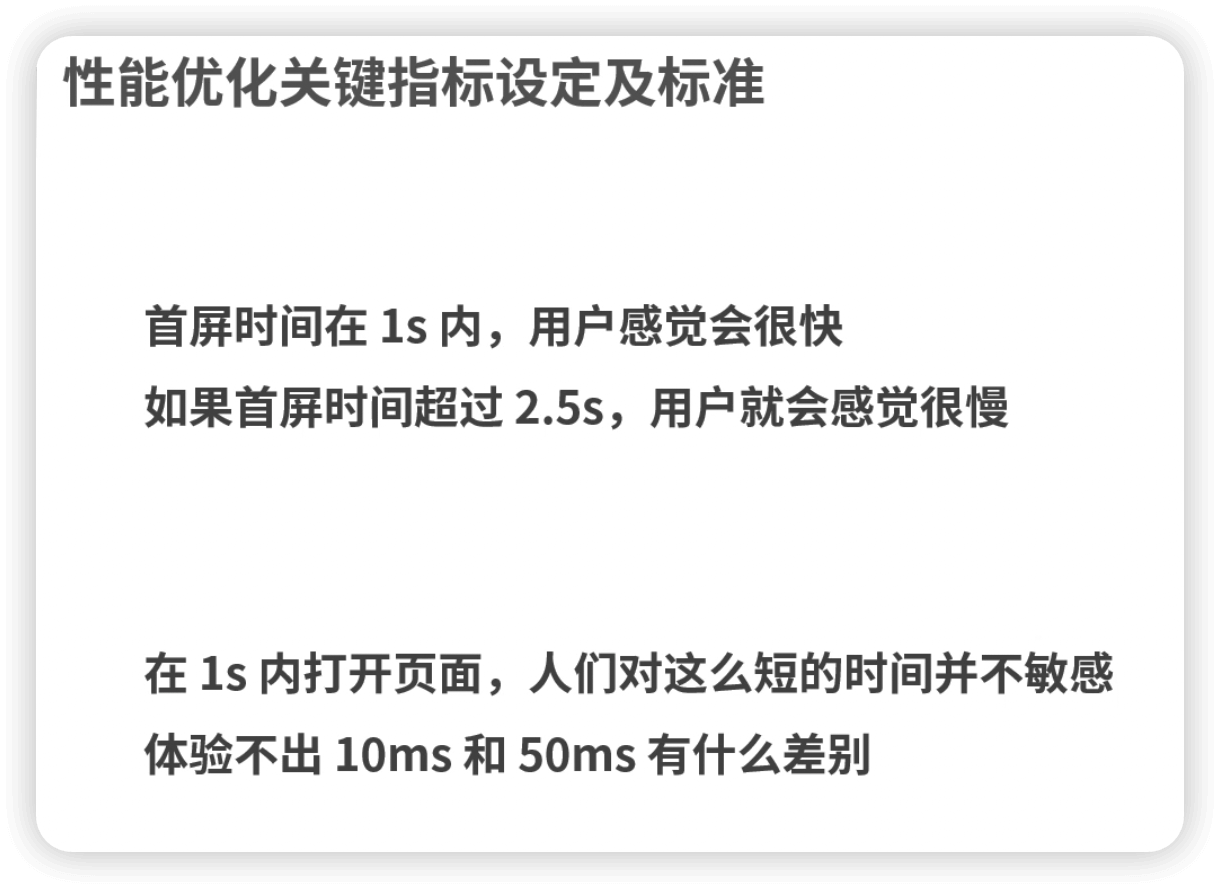 性能优化关键指标设定及标准
首屏时间在 1s 内，用户感觉会很快
如果首屏时间超过 2.5s，用户就会感觉很慢
在 1s 内打开页面，人们对这么短的时间并不敏感
体验不出 10ms 和 50ms 有什么差别